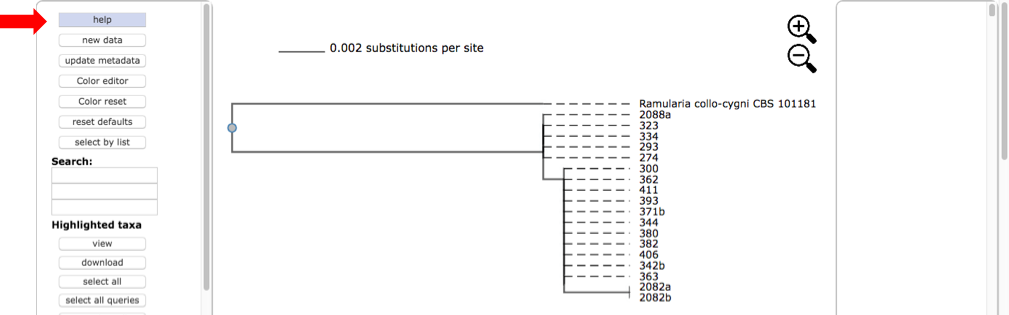 help
new data
update metadata
Color editor
Color reset
reset defaults
select by list
Search:
Highlighted taxa
view
download
select all
select all queries
0.002 substitutions per site
Ramularia collo-cygni CBS 101181
2088a
323
334
293
274
300
362
411
393
371b
344
380
382
406
342b
363
2082a
2082b